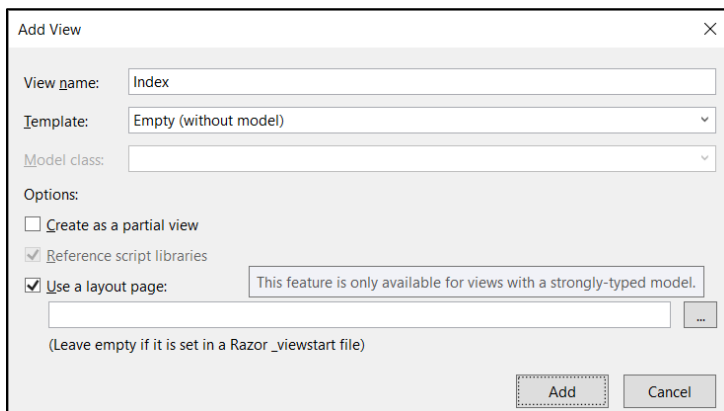 Add View
View name: Index
Template: Empty (without model)
Model class:
Options:
Create as a partial view
Reference script libraries
This feature is only available for views with a strongly-typed model.
Use a layout page:
...
(Leave empty if it is set in a Razor _viewstart file)
Add Cancel